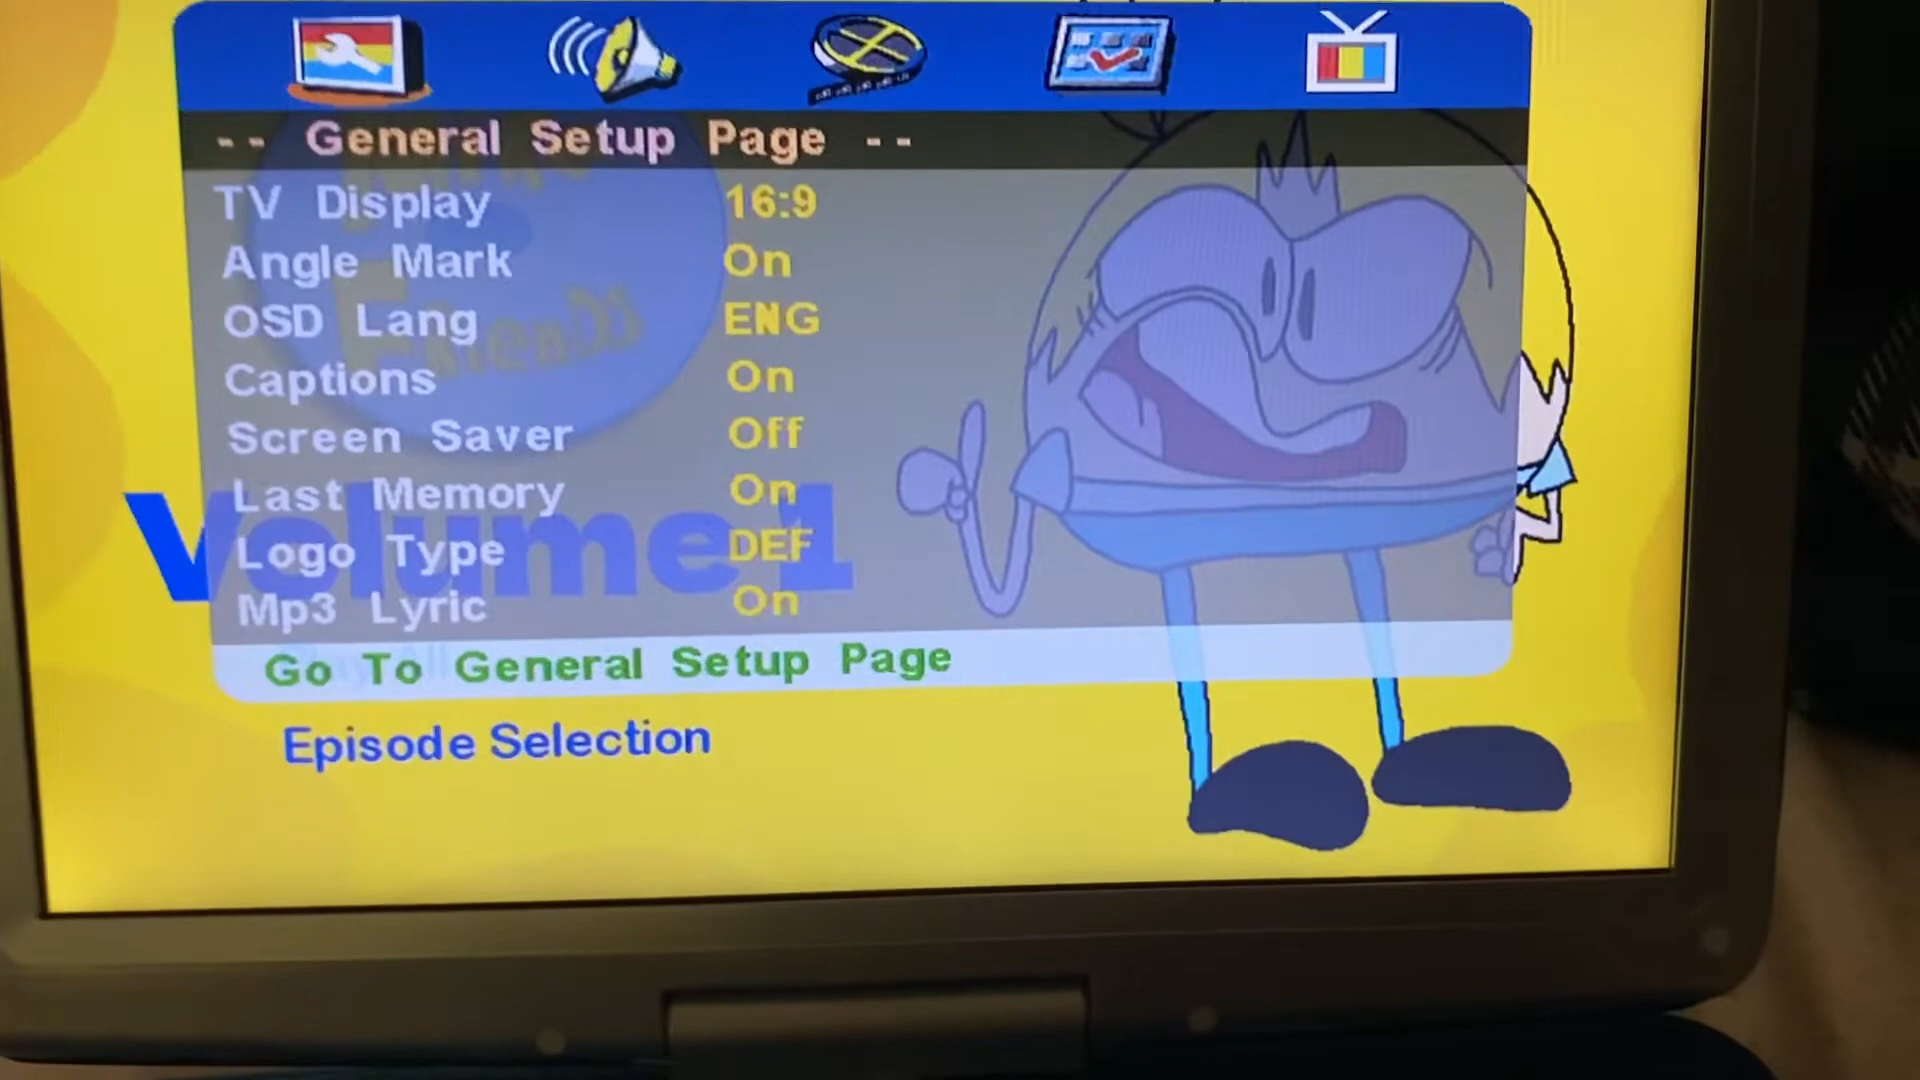 -- General Setup Page --
TV Display 16:9
Angle Mark On
OSD Lang ENG
Captions On
Screen Saver Off
Last Memory On
Logo Type DEF
Mp3 Lyric On
Volume 1
Go To General Setup Page
Episode Selection